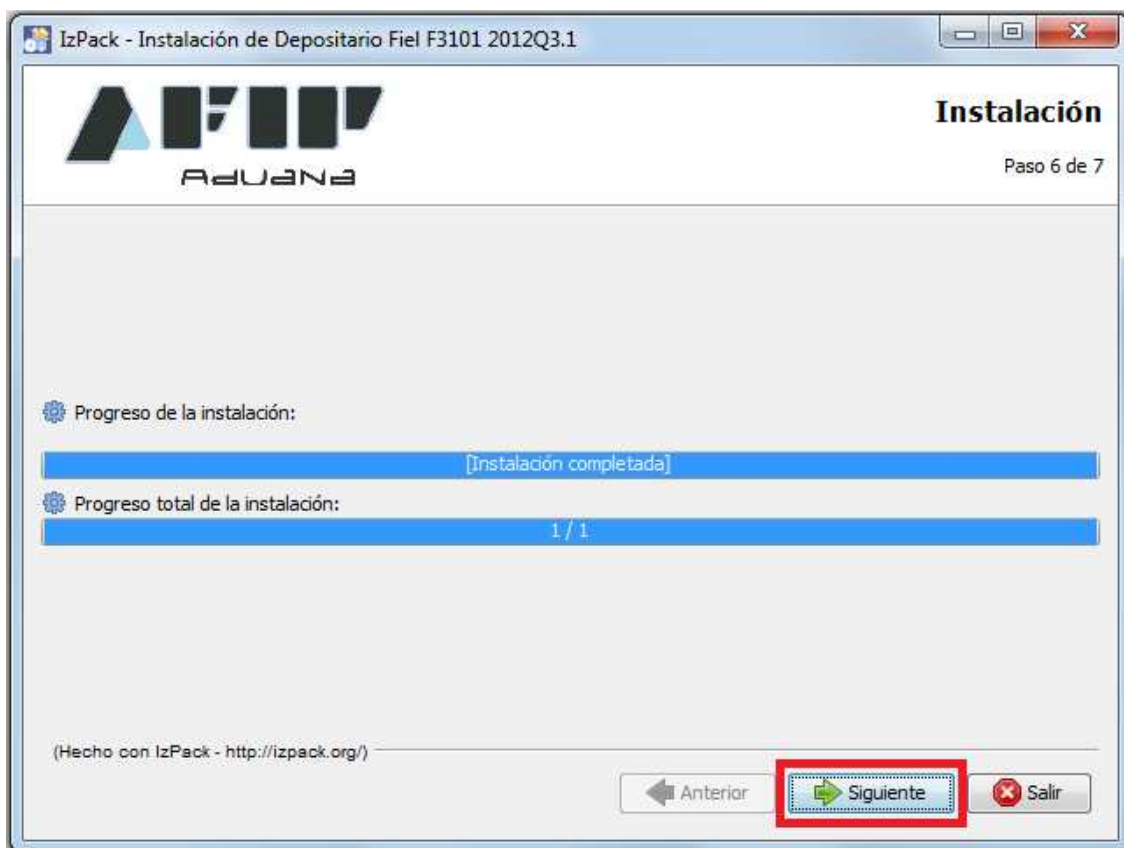 IzPack - Instalación de Depositario Fiel F3101 2012Q3.1
AFIP
ADUANA
Instalación
Paso 6 de 7
Progreso de la instalación:
[Instalación completada]
Progreso total de la instalación:
1 / 1
(Hecho con IzPack - http://izpack.org/)
Anterior
Siguiente
Salir